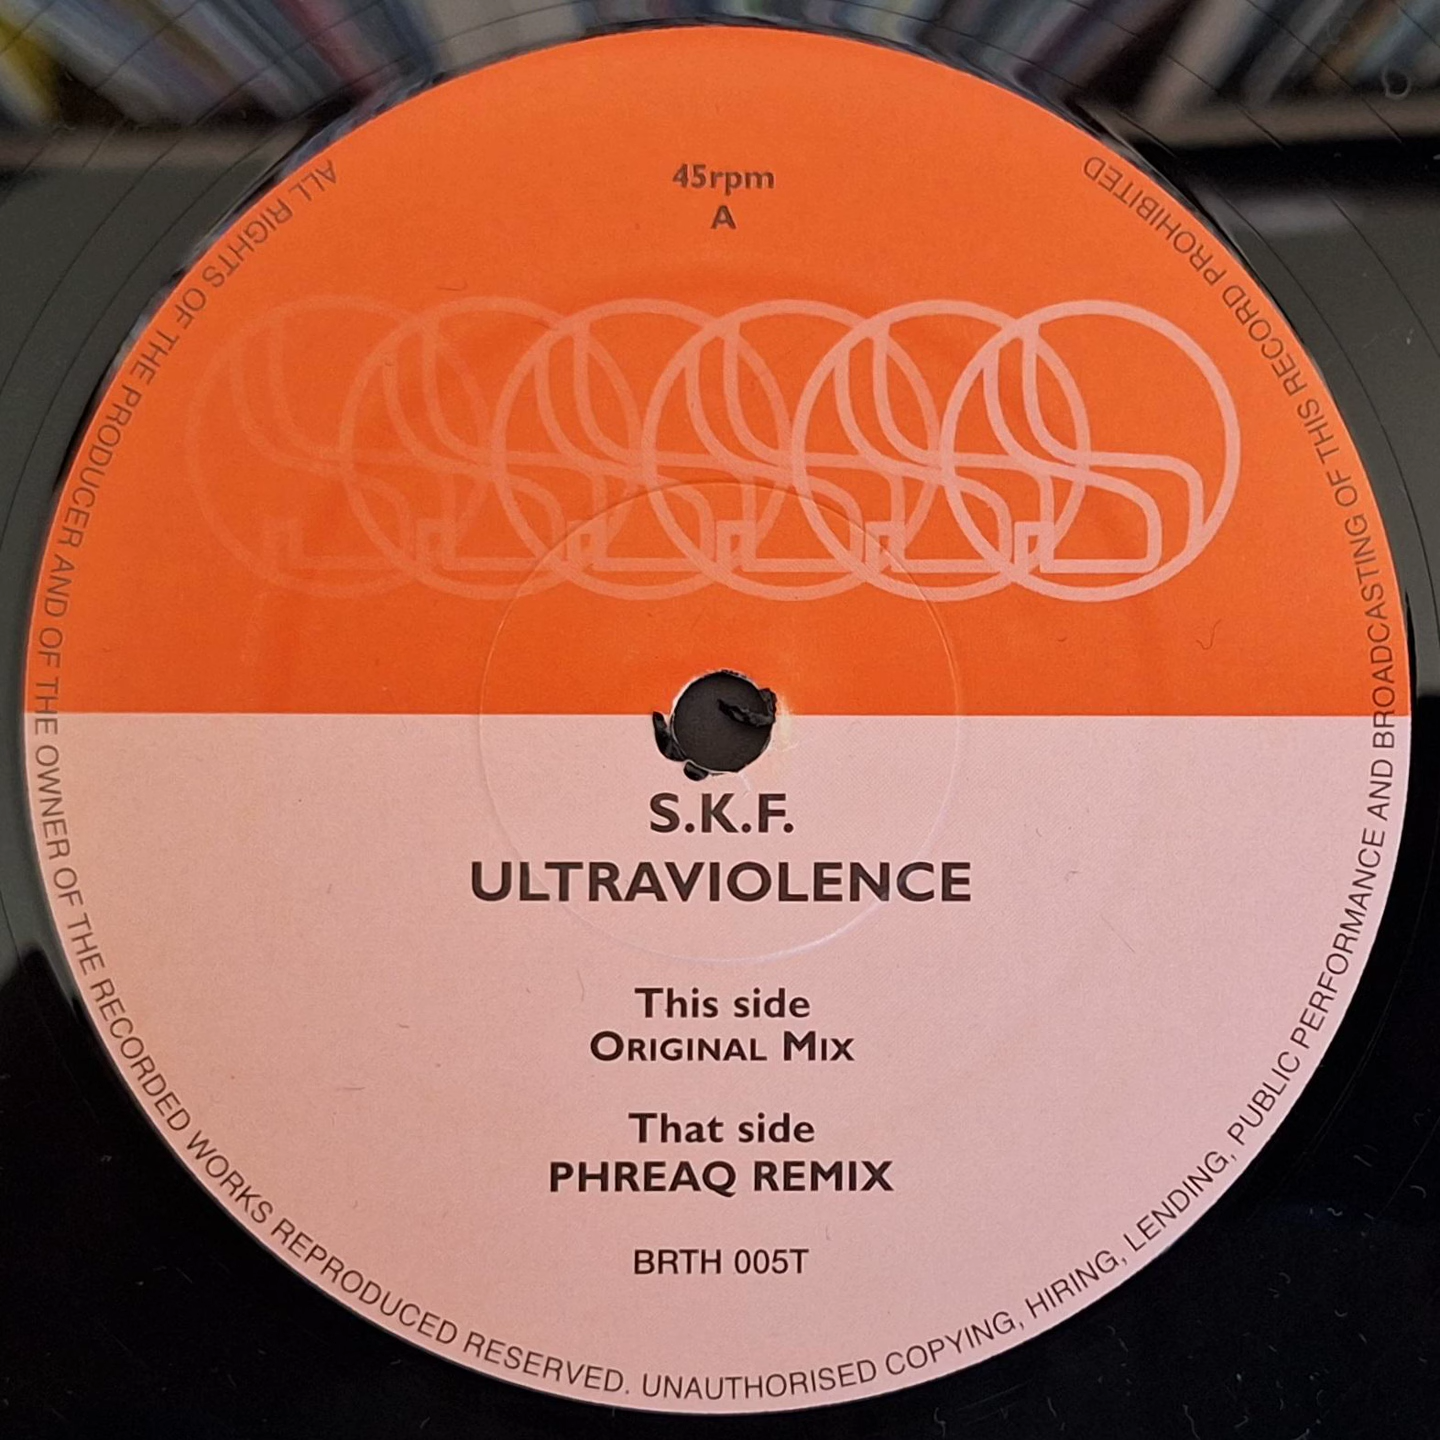 45rpm
A
S.K.F.
ULTRAVIOLENCE
This side
ORIGINAL MIX
That side
PHREAQ REMIX
BRTH 005T
ALL RIGHTS OF THE PRODUCER AND OF THE OWNER OF THE RECORDED WORKS REPRODUCED RESERVED. UNAUTHORISED COPYING, HIRING, LENDING, PUBLIC PERFORMANCE AND BROADCASTING OF THIS RECORD PROHIBITED